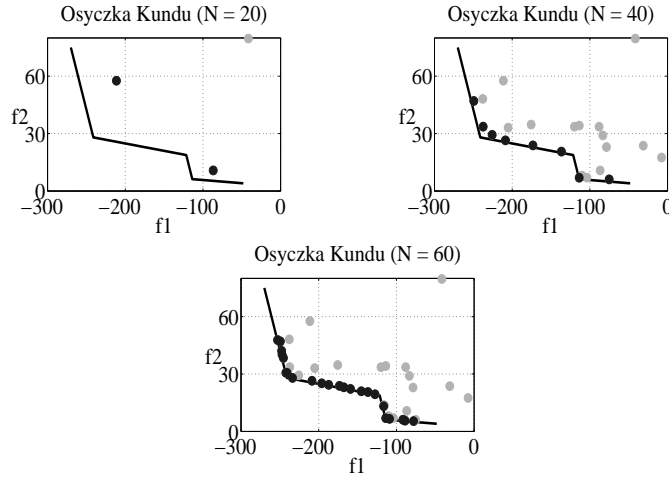 Osyczka Kundu (N = 20)
60
f2
30
0
−300
−200
−100
0
f1
Osyczka Kundu (N = 40)
60
f2
30
0
−300
−200
−100
0
f1
Osyczka Kundu (N = 60)
60
f2
30
0
−300
−200
−100
0
f1